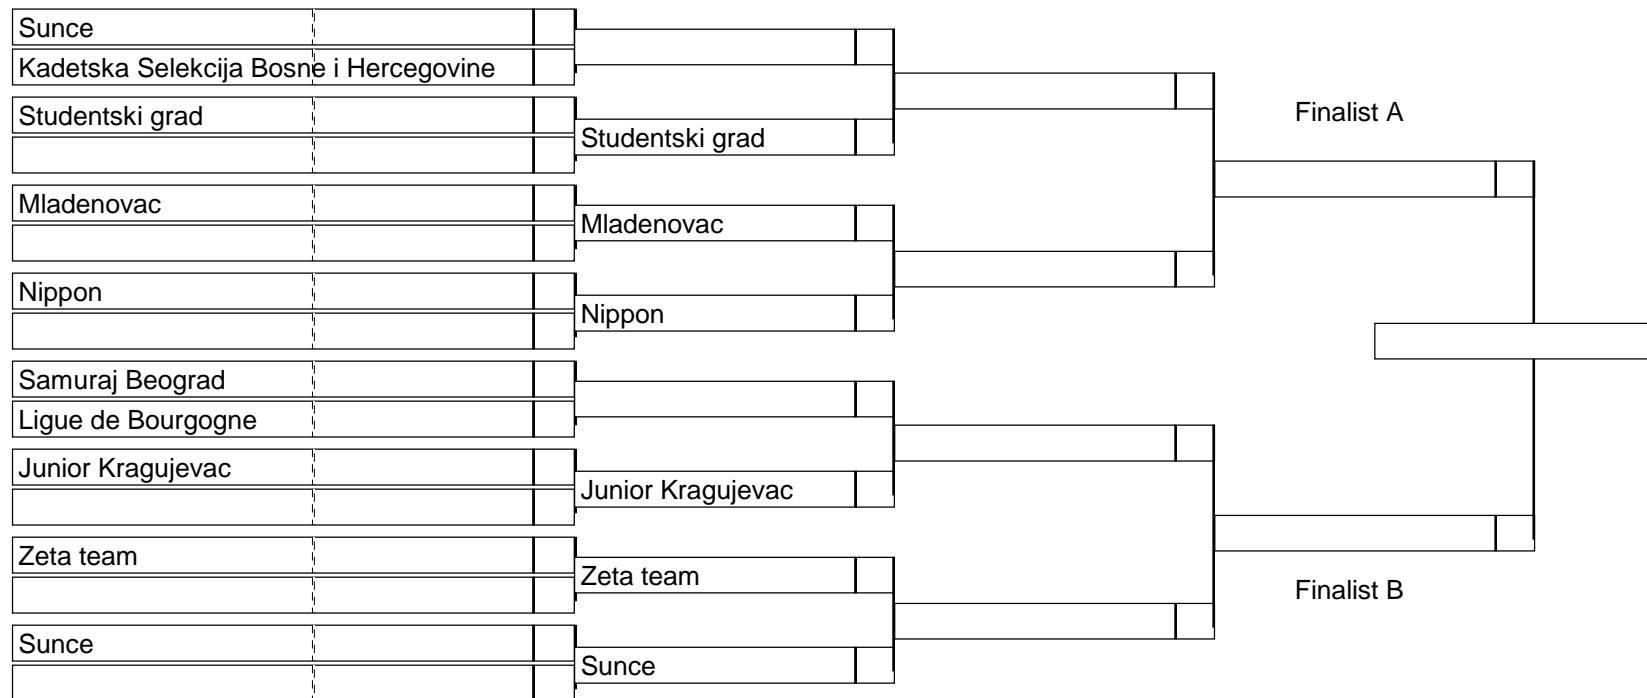 Sunce
Kadetska Selekcija Bosne i Hercegovine
Studentski grad
Mladenovac
Nippon
Samuraj Beograd
Ligue de Bourgogne
Junior Kragujevac
Zeta team
Sunce
Studentski grad
Mladenovac
Nippon
Junior Kragujevac
Zeta team
Sunce
Finalist A
Finalist B